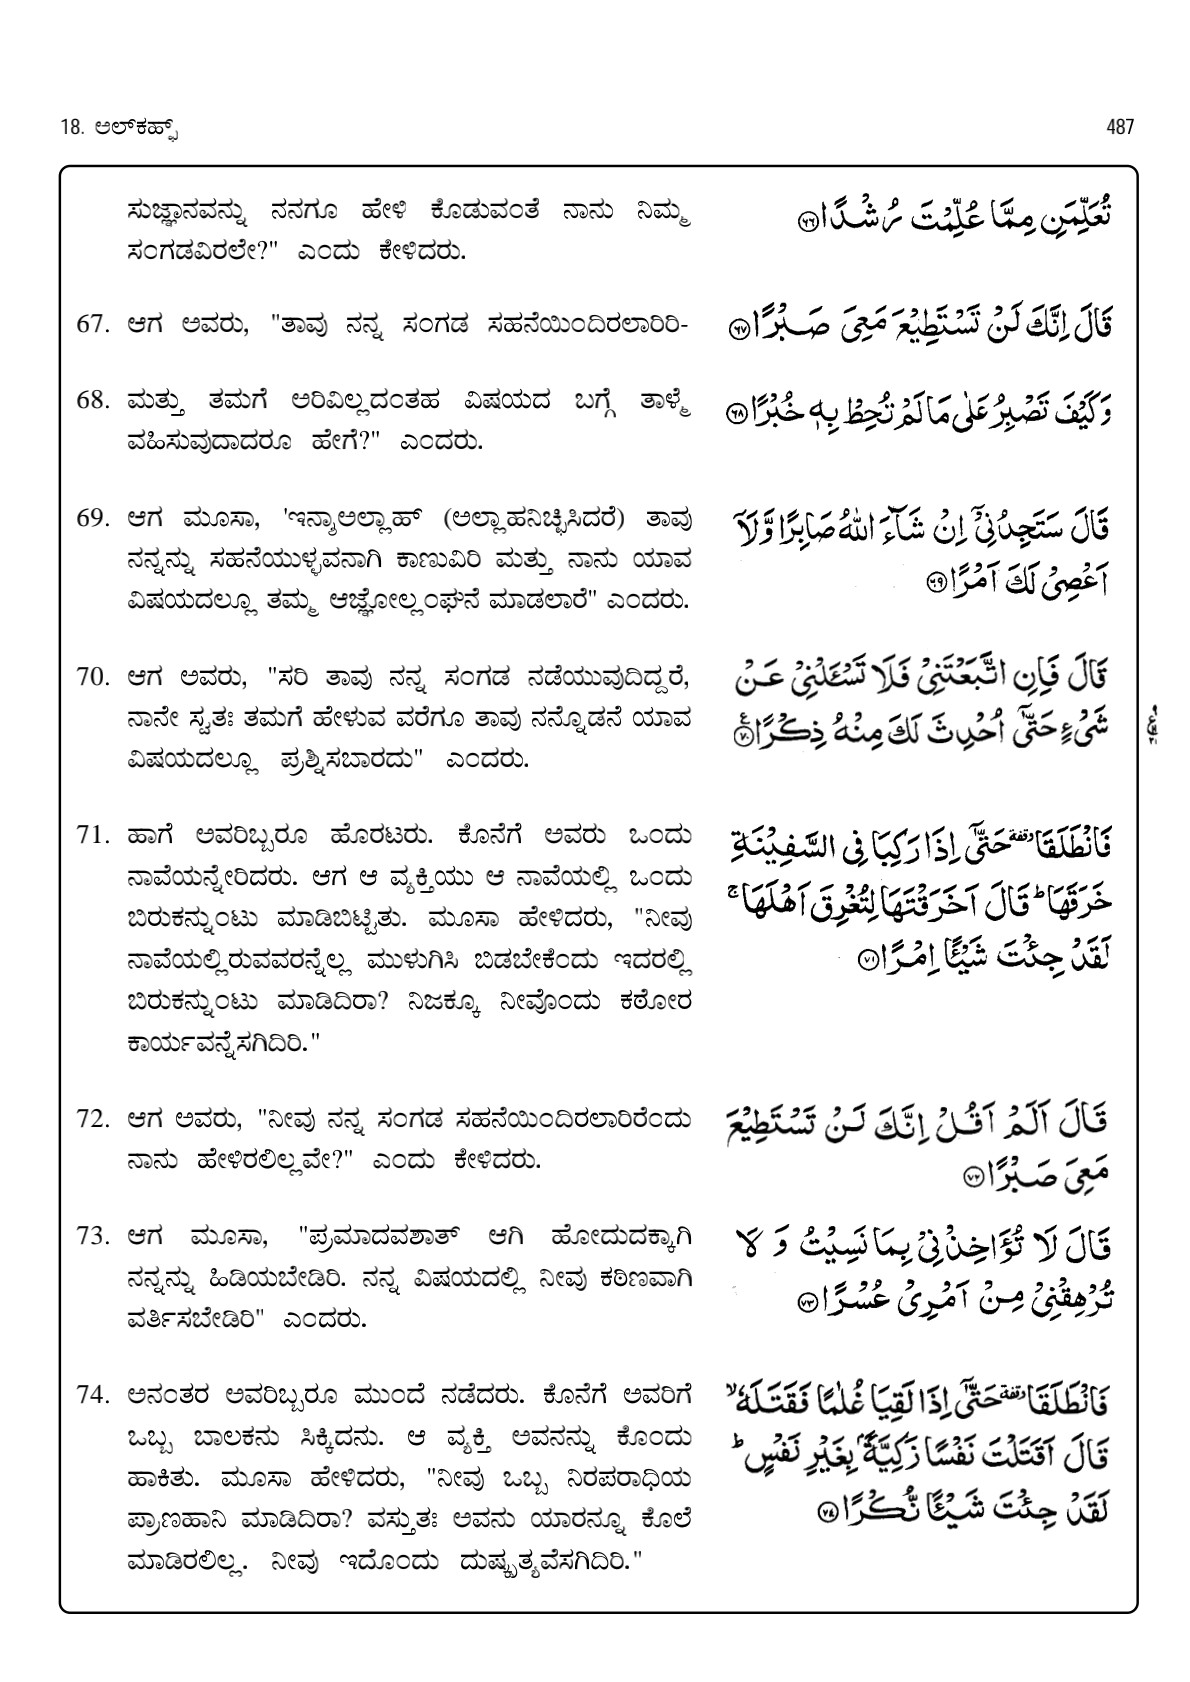 18. ಅಲ್‌ಕಹ್ಫ್
487
ಸುಜ್ಞಾನವನ್ನು ನನಗೂ ಹೇಳಿ ಕೊಡುವಂತೆ ನಾನು ನಿಮ್ಮ
ಸಂಗಡವಿರಲೇ?" ಎಂದು ಕೇಳಿದರು.
تُعَلِّمَنِ مِمَّا عُلِّمْتَ رُشْدًا ۝٦٦
67. ಆಗ ಅವರು, "ತಾವು ನನ್ನ ಸಂಗಡ ಸಹನೆಯಿಂದಿರಲಾರಿರಿ-
قَالَ اِنَّكَ لَنْ تَسْتَطِيْعَ مَعِيَ صَبْرًا ۝٦٧
68. ಮತ್ತು ತಮಗೆ ಅರಿವಿಲ್ಲದಂತಹ ವಿಷಯದ ಬಗ್ಗೆ ತಾಳ್ಮೆ
ವಹಿಸುವುದಾದರೂ ಹೇಗೆ?" ಎಂದರು.
وَكَيْفَ تَصْبِرُ عَلٰى مَا لَمْ تُحِطْ بِهٖ خُبْرًا ۝٦٨
69. ಆಗ ಮೂಸಾ, 'ಇನ್ಶಾಅಲ್ಲಾಹ್ (ಅಲ್ಲಾಹನಿಚ್ಛಿಸಿದರೆ) ತಾವು
ನನ್ನನ್ನು ಸಹನೆಯುಳ್ಳವನಾಗಿ ಕಾಣುವಿರಿ ಮತ್ತು ನಾನು ಯಾವ
ವಿಷಯದಲ್ಲೂ ತಮ್ಮ ಆಜ್ಞೋಲ್ಲಂಘನೆ ಮಾಡಲಾರೆ" ಎಂದರು.
قَالَ سَتَجِدُنِيْٓ اِنْ شَآءَ اللّٰهُ صَابِرًا وَّلَآ
اَعْصِيْ لَكَ اَمْرًا ۝٦٩
70. ಆಗ ಅವರು, "ಸರಿ ತಾವು ನನ್ನ ಸಂಗಡ ನಡೆಯುವುದಿದ್ದರೆ,
ನಾನೇ ಸ್ವತಃ ತಮಗೆ ಹೇಳುವ ವರೆಗೂ ತಾವು ನನ್ನೊಡನೆ ಯಾವ
ವಿಷಯದಲ್ಲೂ ಪ್ರಶ್ನಿಸಬಾರದು" ಎಂದರು.
قَالَ فَاِنِ اتَّبَعْتَنِيْ فَلَا تَسْـَٔلْنِيْ عَنْ
شَيْءٍ حَتّٰٓى اُحْدِثَ لَكَ مِنْهُ ذِكْرًا ۝٧٠
71. ಹಾಗೆ ಅವರಿಬ್ಬರೂ ಹೊರಟರು. ಕೊನೆಗೆ ಅವರು ಒಂದು
ನಾವೆಯನ್ನೇರಿದರು. ಆಗ ಆ ವ್ಯಕ್ತಿಯು ಆ ನಾವೆಯಲ್ಲಿ ಒಂದು
ಬಿರುಕನ್ನುಂಟು ಮಾಡಿಬಿಟ್ಟಿತು. ಮೂಸಾ ಹೇಳಿದರು, "ನೀವು
ನಾವೆಯಲ್ಲಿರುವವರನ್ನೆಲ್ಲ ಮುಳುಗಿಸಿ ಬಿಡಬೇಕೆಂದು ಇದರಲ್ಲಿ
ಬಿರುಕನ್ನುಂಟು ಮಾಡಿದಿರಾ? ನಿಜಕ್ಕೂ ನೀವೊಂದು ಕಠೋರ
ಕಾರ್ಯವನ್ನೆಸಗಿದಿರಿ."
فَانْطَلَقَا وقفة حَتّٰٓى اِذَا رَكِبَا فِي السَّفِيْنَةِ
خَرَقَهَا ؕ قَالَ اَخَرَقْتَهَا لِتُغْرِقَ اَهْلَهَا ۚ
لَقَدْ جِئْتَ شَيْـًٔا اِمْرًا ۝٧١
72. ಆಗ ಅವರು, "ನೀವು ನನ್ನ ಸಂಗಡ ಸಹನೆಯಿಂದಿರಲಾರಿರೆಂದು
ನಾನು ಹೇಳಿರಲಿಲ್ಲವೇ?" ಎಂದು ಕೇಳಿದರು.
قَالَ اَلَمْ اَقُلْ اِنَّكَ لَنْ تَسْتَطِيْعَ
مَعِيَ صَبْرًا ۝٧٢
73. ಆಗ ಮೂಸಾ, "ಪ್ರಮಾದವಶಾತ್ ಆಗಿ ಹೋದುದಕ್ಕಾಗಿ
ನನ್ನನ್ನು ಹಿಡಿಯಬೇಡಿರಿ. ನನ್ನ ವಿಷಯದಲ್ಲಿ ನೀವು ಕಠಿಣವಾಗಿ
ವರ್ತಿಸಬೇಡಿರಿ" ಎಂದರು.
قَالَ لَا تُؤَاخِذْنِيْ بِمَا نَسِيْتُ وَ لَا
تُرْهِقْنِيْ مِنْ اَمْرِيْ عُسْرًا ۝٧٣
74. ಅನಂತರ ಅವರಿಬ್ಬರೂ ಮುಂದೆ ನಡೆದರು. ಕೊನೆಗೆ ಅವರಿಗೆ
ಒಬ್ಬ ಬಾಲಕನು ಸಿಕ್ಕಿದನು. ಆ ವ್ಯಕ್ತಿ ಅವನನ್ನು ಕೊಂದು
ಹಾಕಿತು. ಮೂಸಾ ಹೇಳಿದರು, "ನೀವು ಒಬ್ಬ ನಿರಪರಾಧಿಯ
ಪ್ರಾಣಹಾನಿ ಮಾಡಿದಿರಾ? ವಸ್ತುತಃ ಅವನು ಯಾರನ್ನೂ ಕೊಲೆ
ಮಾಡಿರಲಿಲ್ಲ. ನೀವು ಇದೊಂದು ದುಷ್ಕೃತ್ಯವೆಸಗಿದಿರಿ."
فَانْطَلَقَا وقفة حَتّٰٓى اِذَا لَقِيَا غُلٰمًا فَقَتَلَهٗ ۙ
قَالَ اَقَتَلْتَ نَفْسًا زَكِيَّةًۢ بِغَيْرِ نَفْسٍ ؕ
لَقَدْ جِئْتَ شَيْـًٔا نُّكْرًا ۝٧٤